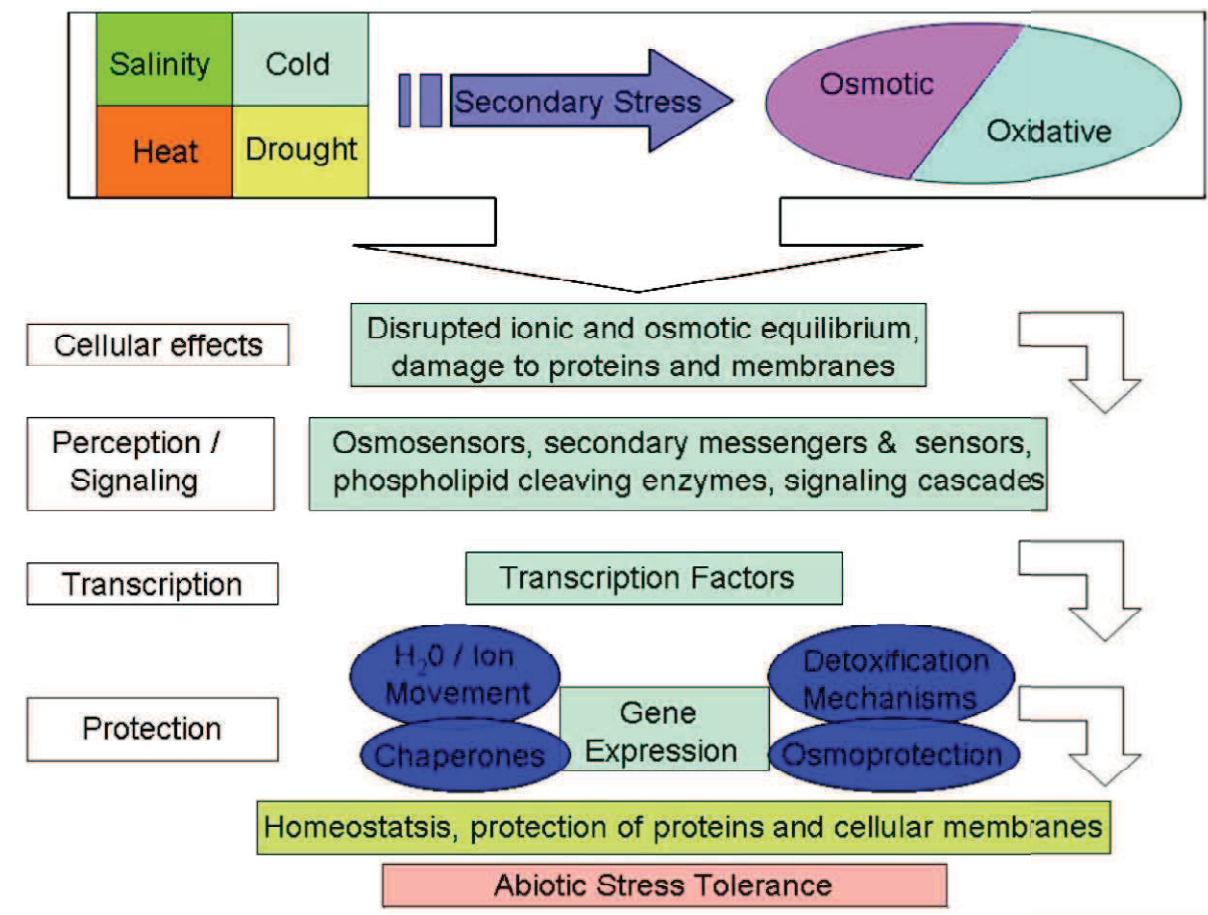 Salinity
Cold
Heat
Drought
Secondary Stress
Osmotic
Oxidative
Cellular effects
Disrupted ionic and osmotic equilibrium,
damage to proteins and membranes
Perception /
Signaling
Osmosensors, secondary messengers & sensors,
phospholipid cleaving enzymes, signaling cascades
Transcription
Transcription Factors
Protection
H₂0 / Ion
Movement
Chaperones
Gene
Expression
Detoxification
Mechanisms
Osmoprotection
Homeostatsis, protection of proteins and cellular membranes
Abiotic Stress Tolerance